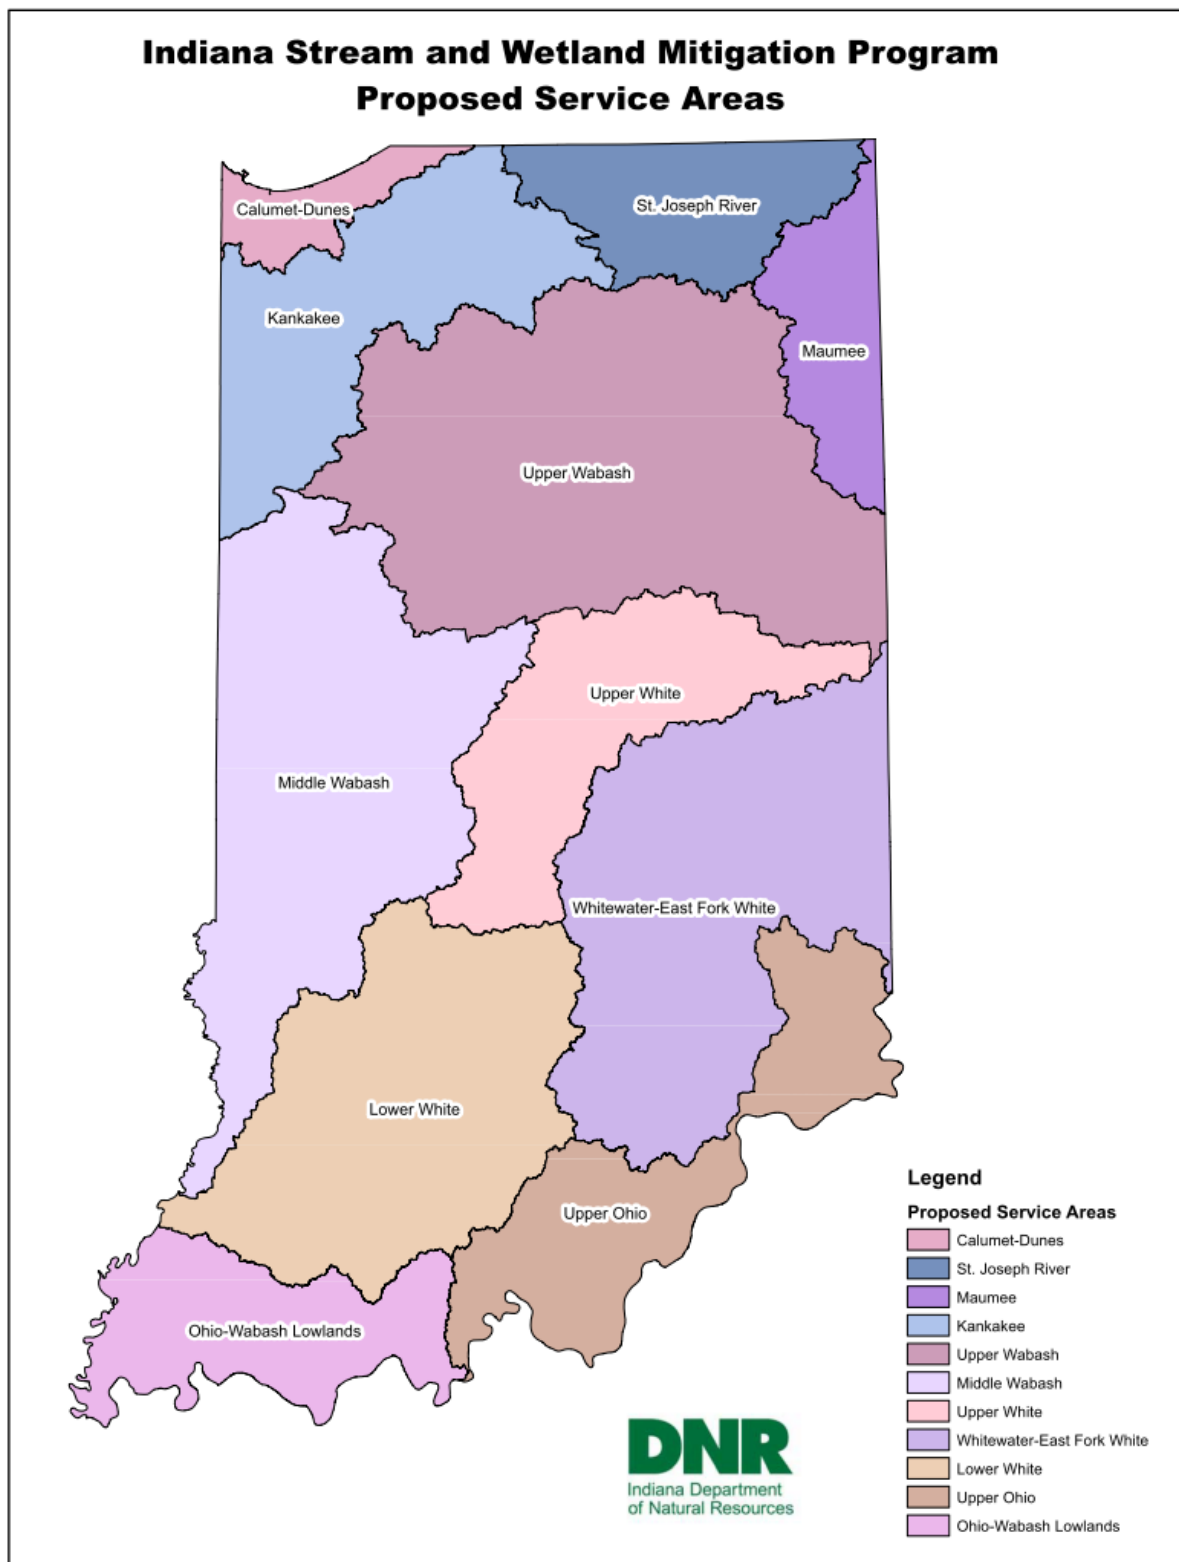 Indiana Stream and Wetland Mitigation Program
Proposed Service Areas
Calumet-Dunes
St. Joseph River
Kankakee
Maumee
Upper Wabash
Upper White
Middle Wabash
Whitewater-East Fork White
Lower White
Upper Ohio
Ohio-Wabash Lowlands
Legend
Proposed Service Areas
Calumet-Dunes
St. Joseph River
Maumee
Kankakee
Upper Wabash
Middle Wabash
Upper White
Whitewater-East Fork White
Lower White
Upper Ohio
Ohio-Wabash Lowlands
DNR
Indiana Department
of Natural Resources